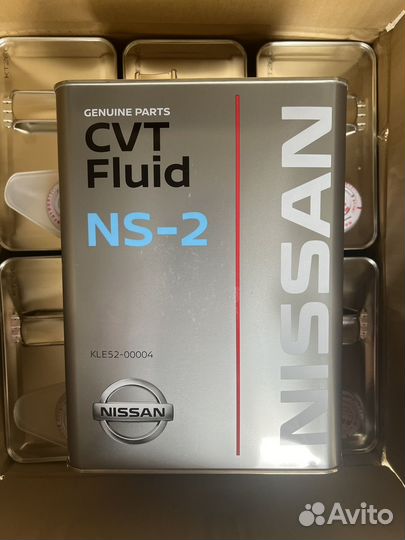 GENUINE PARTS
CVT
Fluid
NS-2
KLE52-00004
NISSAN
NISSAN
Avito